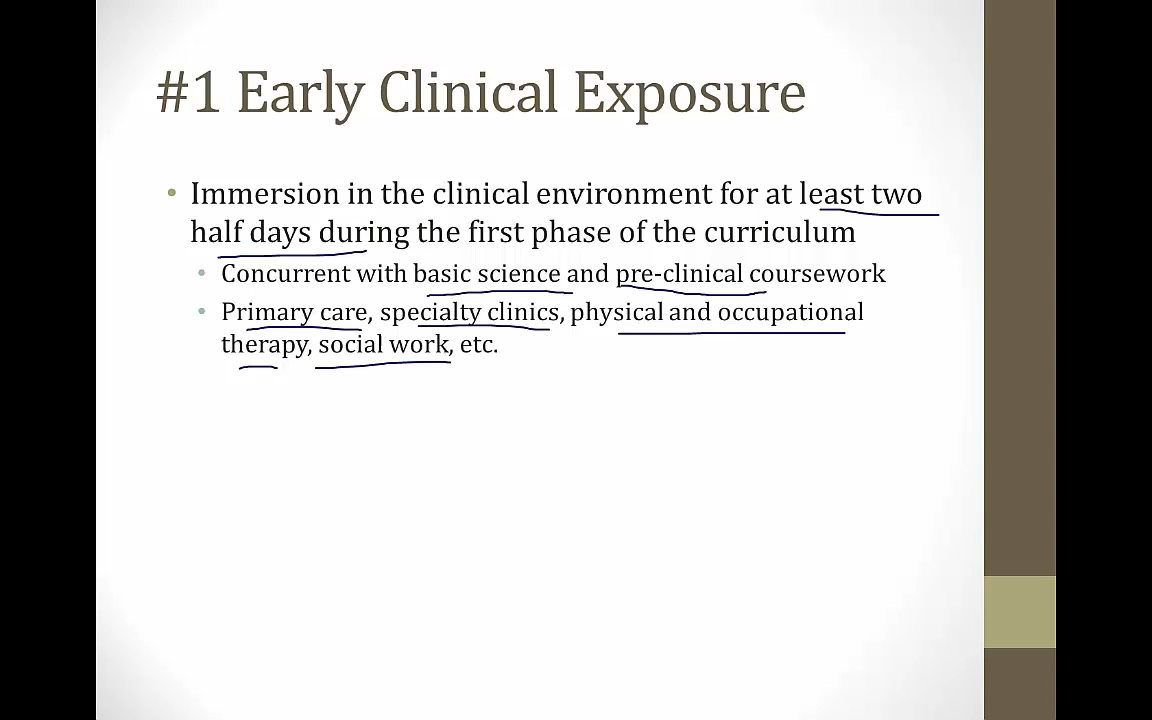 #1 Early Clinical Exposure
• Immersion in the clinical environment for at least two
half days during the first phase of the curriculum
• Concurrent with basic science and pre-clinical coursework
• Primary care, specialty clinics, physical and occupational
therapy, social work, etc.